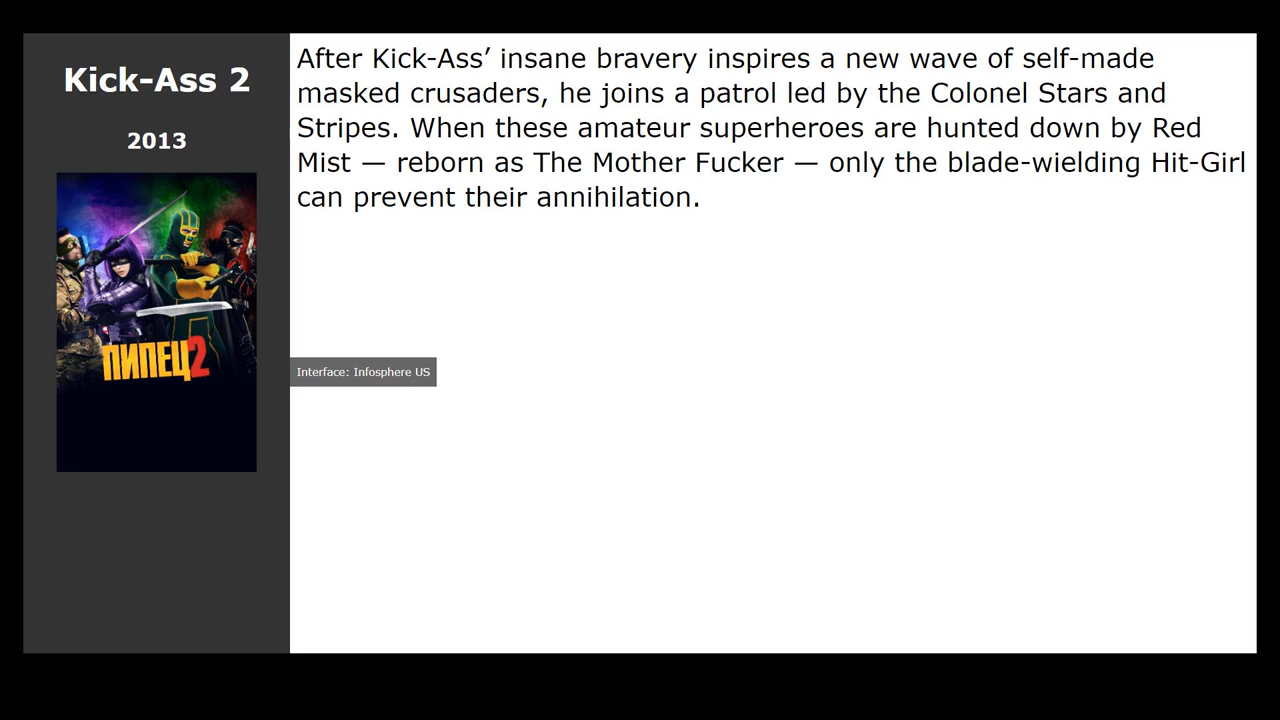 Kick-Ass 2
2013
ПИПЕЦ2
After Kick-Ass’ insane bravery inspires a new wave of self-made
masked crusaders, he joins a patrol led by the Colonel Stars and
Stripes. When these amateur superheroes are hunted down by Red
Mist — reborn as The Mother Fucker — only the blade-wielding Hit-Girl
can prevent their annihilation.
Interface: Infosphere US